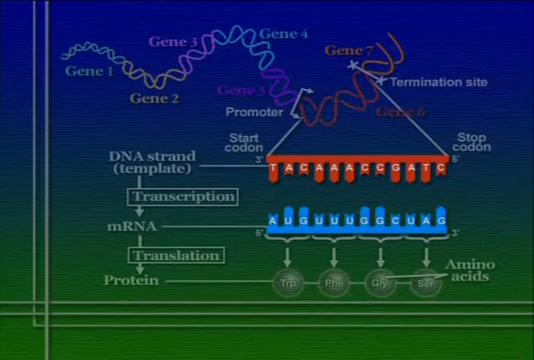 Gene 1
Gene 2
Gene 3
Gene 4
Gene 5
Gene 6
Gene 7
Termination site
Promoter
Start codon
Stop codon
DNA strand
(template)
3'
T A C A A A C C G A T C
5'
Transcription
mRNA
5'
A U G U U U G G C U A G
3'
Translation
Protein
Trp
Phe
Gly
Ser
Amino
acids